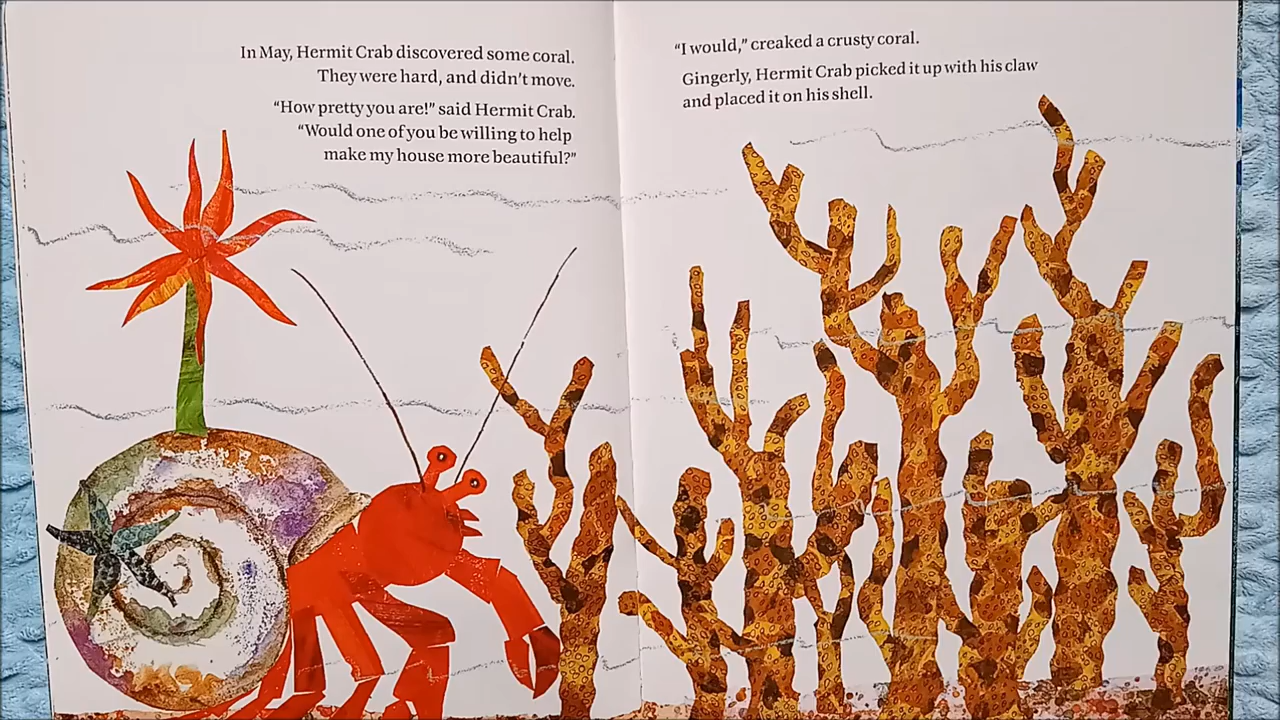 In May, Hermit Crab discovered some coral.
They were hard, and didn’t move.
“How pretty you are!” said Hermit Crab.
“Would one of you be willing to help
make my house more beautiful?”
“I would,” creaked a crusty coral.
Gingerly, Hermit Crab picked it up with his claw
and placed it on his shell.